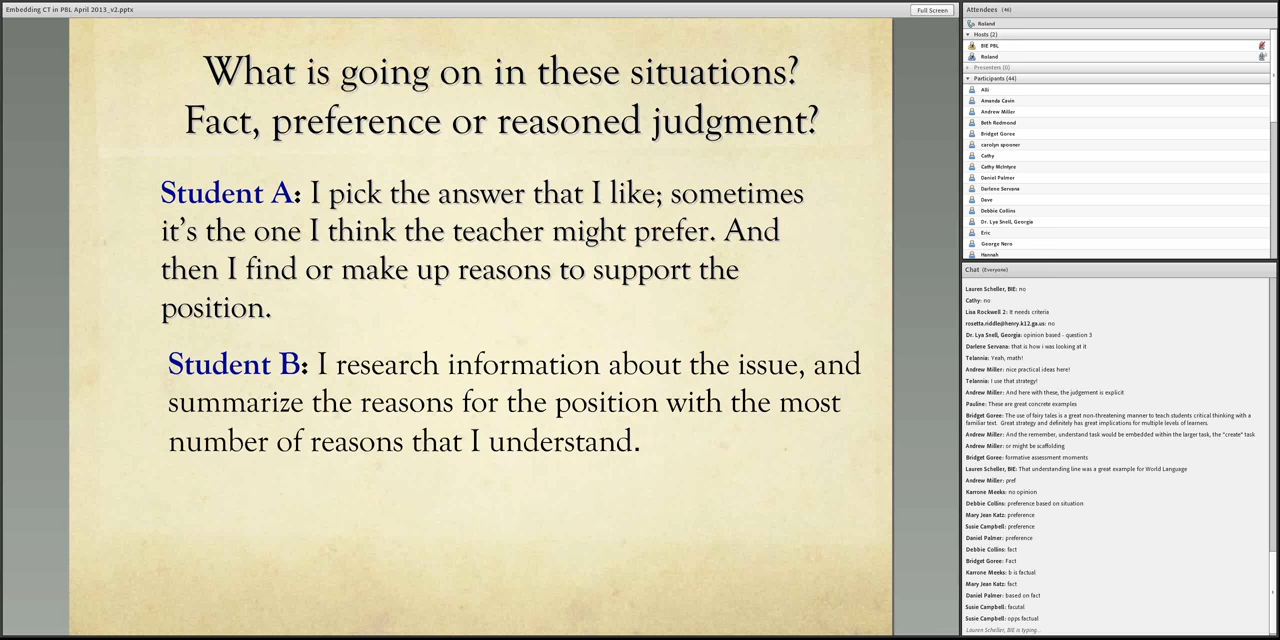 Embedding CT in PBL April 2013_v2.pptx
Full Screen
What is going on in these situations?
Fact, preference or reasoned judgment?
Student A: I pick the answer that I like; sometimes
it's the one I think the teacher might prefer. And
then I find or make up reasons to support the
position.
Student B: I research information about the issue, and
summarize the reasons for the position with the most
number of reasons that I understand.
Attendees (46)
Roland
Hosts (2)
BIE PBL
Roland
Presenters (0)
Participants (44)
Alli
Amanda Cavin
Andrew Miller
Beth Redmond
Bridget Goree
carolyn spooner
Cathy
Cathy McIntyre
Daniel Palmer
Darlene Servana
Dave
Debbie Collins
Dr. Lya Snell, Georgia
Eric
George Nero
Hannah
Chat (Everyone)
Lauren Scheller, BIE: no
Cathy: no
Lisa Rockwell 2: It needs criteria
rosetta.riddle@henry.k12.ga.us: no
Dr. Lya Snell, Georgia: opinion based - question 3
Darlene Servana: that is how i was looking at it
Telannia: Yeah, math!
Andrew Miller: nice practical ideas here!
Telannia: I use that strategy!
Andrew Miller: And here with these, the judgement is explicit
Pauline: These are great concrete examples
Bridget Goree: The use of fairy tales is a great non-threatening manner to teach students critical thinking with a
familiar text. Great strategy and definitely has great implications for multiple levels of learners.
Andrew Miller: And the remember, understand task would be embedded within the larger task, the "create" task
Andrew Miller: or might be scaffolding
Bridget Goree: formative assessment moments
Lauren Scheller, BIE: That understanding line was a great example for World Language
Andrew Miller: pref
Karrone Meeks: no opinion
Debbie Collins: preference based on situation
Mary Jean Katz: preference
Susie Campbell: preference
Daniel Palmer: preference
Debbie Collins: fact
Bridget Goree: Fact
Karrone Meeks: b is factual
Mary Jean Katz: fact
Daniel Palmer: based on fact
Susie Campbell: facutal
Susie Campbell: opps factual
Lauren Scheller, BIE is typing...